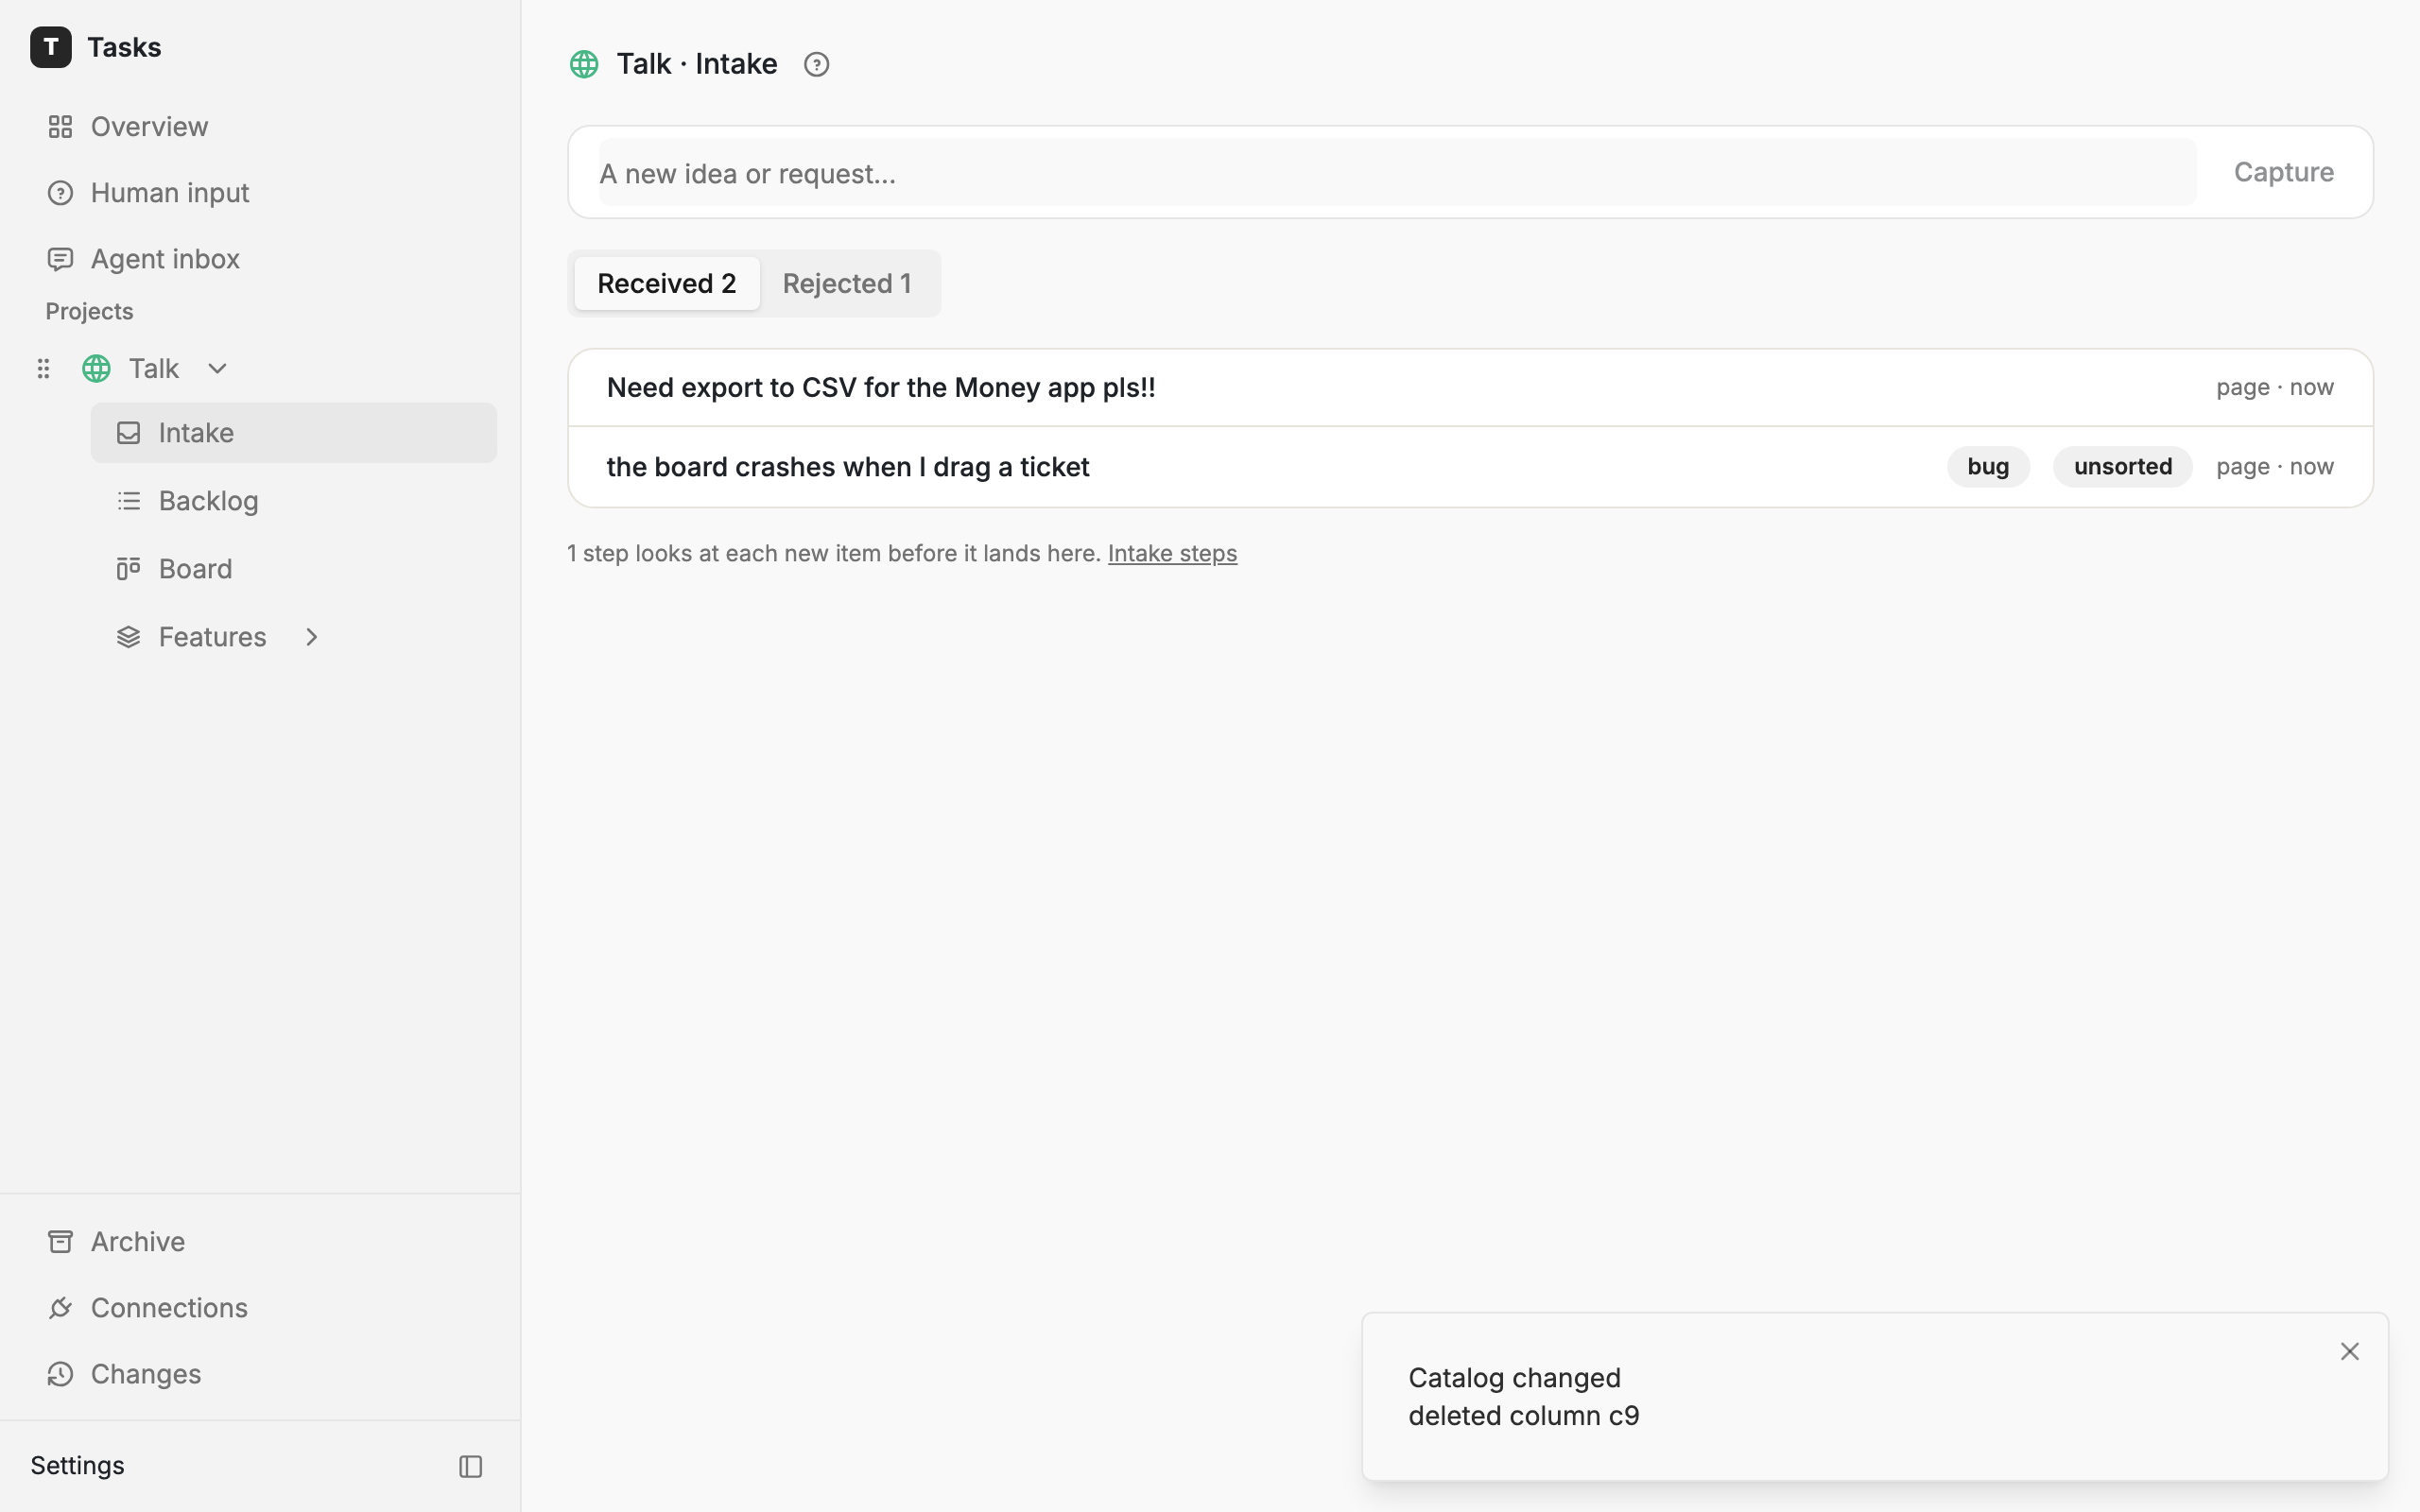 T Tasks
Overview
Human input
Agent inbox
Projects
Talk
Intake
Backlog
Board
Features
Archive
Connections
Changes
Settings
Talk · Intake
A new idea or request...
Capture
Received 2
Rejected 1
Need export to CSV for the Money app pls!!
page · now
the board crashes when I drag a ticket
bug
unsorted
page · now
1 step looks at each new item before it lands here. Intake steps
Catalog changed
deleted column c9